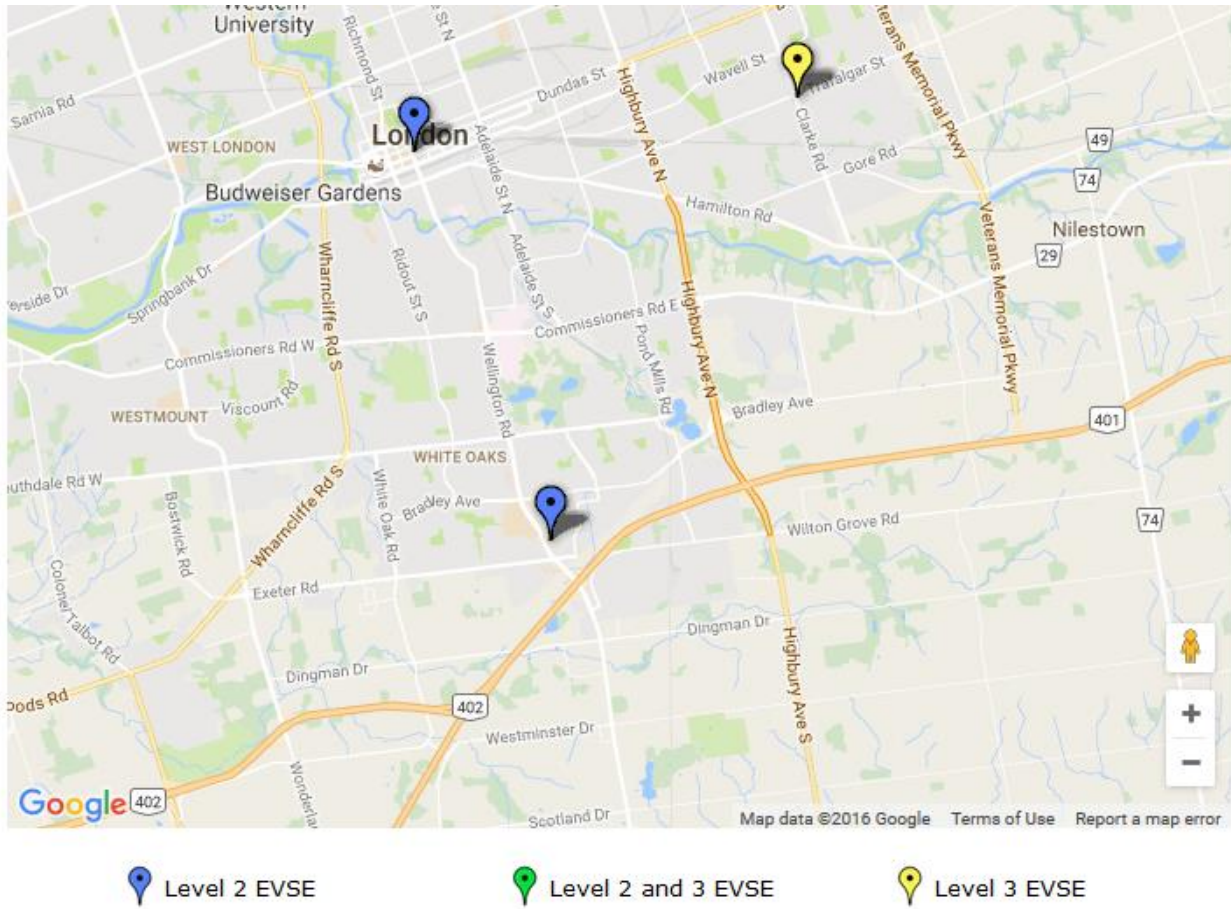 Western
University
Richmond St
Adelaide St N
Dundas St
Highbury Ave N
Wavell St
Trafalgar St
Veterans Memorial Pkwy
Sarnia Rd
London
WEST LONDON
Clarke Rd
Gore Rd
49
74
Budweiser Gardens
Adelaide St N
Hamilton Rd
Veterans Memorial Pkwy
Nilestown
29
Springbank Dr
Wharncliffe Rd S
Ridout St S
Adelaide St S
Highbury Ave N
Commissioners Rd E
Commissioners Rd W
Wellington Rd
Pond Mills Rd
Viscount Rd
WESTMOUNT
Bradley Ave
401
WHITE OAKS
Bostwick Rd
White Oak Rd
Bradley Ave
Wharncliffe Rd S
Wilton Grove Rd
74
Colonel Talbot Rd
Exeter Rd
Dingman Dr
Dingman Dr
Highbury Ave S
Pods Rd
402
Westminster Dr
Scotland Dr
Google
402
Map data ©2016 Google Terms of Use Report a map error
Level 2 EVSE Level 2 and 3 EVSE Level 3 EVSE